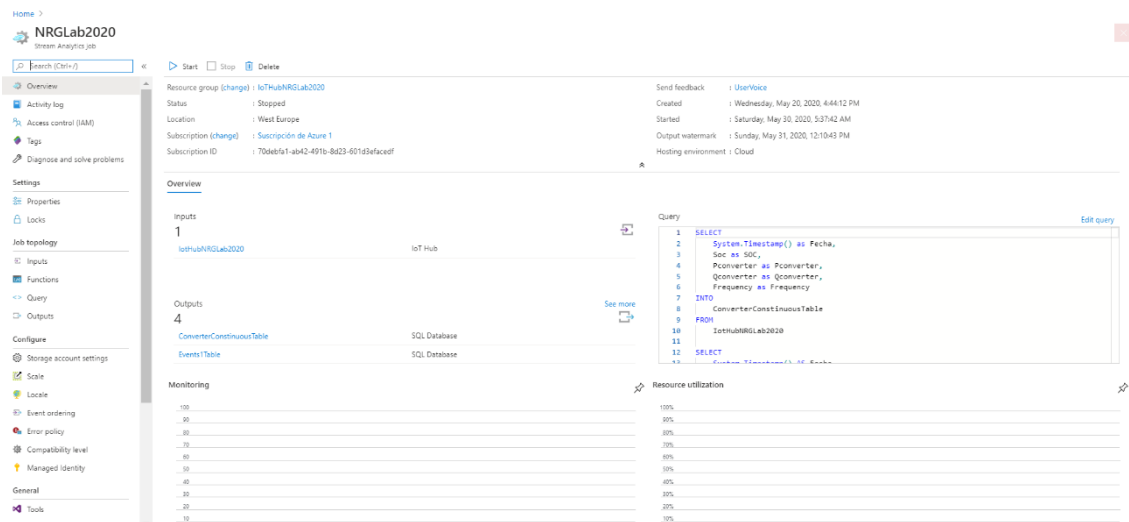 Home >
NRGLab2020
Stream Analytics job
Search (Ctrl+/)
«
Overview
Activity log
Access control (IAM)
Tags
Diagnose and solve problems
Settings
Properties
Locks
Job topology
Inputs
Functions
Query
Outputs
Configure
Storage account settings
Scale
Locale
Event ordering
Error policy
Compatibility level
Managed Identity
General
Tools
Start Stop Delete
Resource group (change) : IoTHubNRGLab2020
Status : Stopped
Location : West Europe
Subscription (change) : Suscripción de Azure 1
Subscription ID : 70debfa1-ab42-491b-8d23-601d3efacedf
Send feedback : UserVoice
Created : Wednesday, May 20, 2020, 4:44:12 PM
Started : Saturday, May 30, 2020, 5:37:42 AM
Output watermark : Sunday, May 31, 2020, 12:10:43 PM
Hosting environment : Cloud
Overview
Inputs
1
IotHubNRGLab2020 IoT Hub
Outputs See more
4
ConverterConstinuousTable SQL Database
Events1Table SQL Database
Query Edit query
1 SELECT
2 System.Timestamp() as Fecha,
3 Soc as SOC,
4 Pconverter as Pconverter,
5 Qconverter as Qconverter,
6 Frequency as Frequency
7 INTO
8 ConverterConstinuousTable
9 FROM
10 IotHubNRGLab2020
11
12 SELECT
13 System.Timestamp() as Fecha
Monitoring
100
90
80
70
60
50
40
30
20
10
Resource utilization
100%
90%
80%
70%
60%
50%
40%
30%
20%
10%